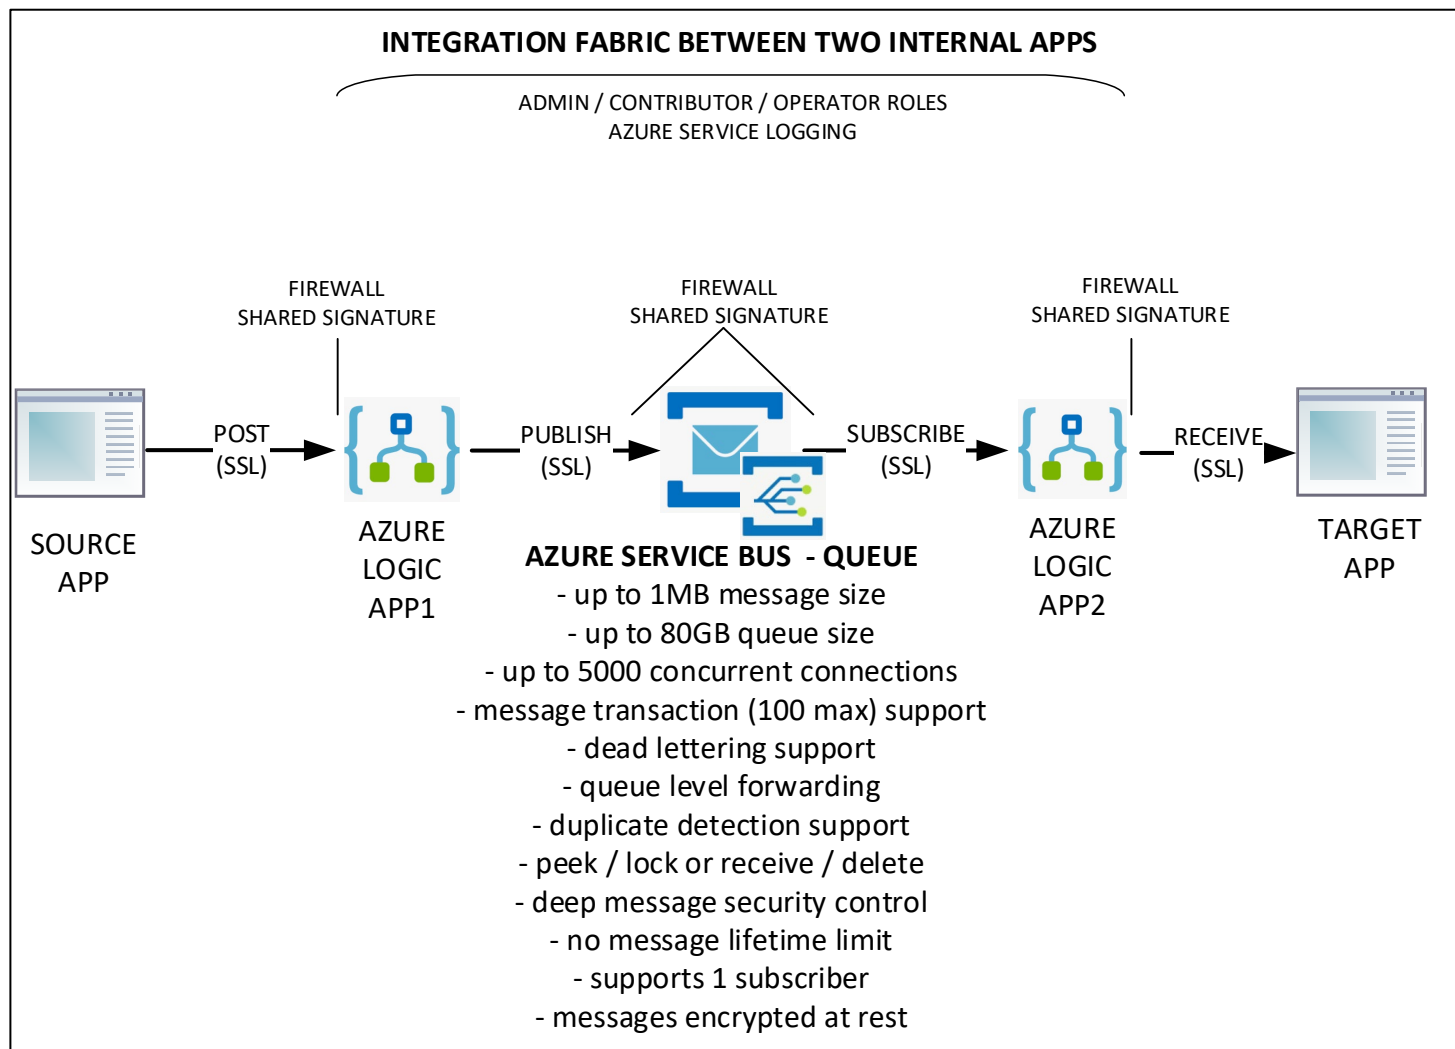 INTEGRATION FABRIC BETWEEN TWO INTERNAL APPS
ADMIN / CONTRIBUTOR / OPERATOR ROLES
AZURE SERVICE LOGGING
FIREWALL
SHARED SIGNATURE
FIREWALL
SHARED SIGNATURE
FIREWALL
SHARED SIGNATURE
POST
(SSL)
PUBLISH
(SSL)
SUBSCRIBE
(SSL)
RECEIVE
(SSL)
SOURCE
APP
AZURE
LOGIC
APP1
AZURE SERVICE BUS - QUEUE
- up to 1MB message size
- up to 80GB queue size
- up to 5000 concurrent connections
- message transaction (100 max) support
- dead lettering support
- queue level forwarding
- duplicate detection support
- peek / lock or receive / delete
- deep message security control
- no message lifetime limit
- supports 1 subscriber
- messages encrypted at rest
AZURE
LOGIC
APP2
TARGET
APP